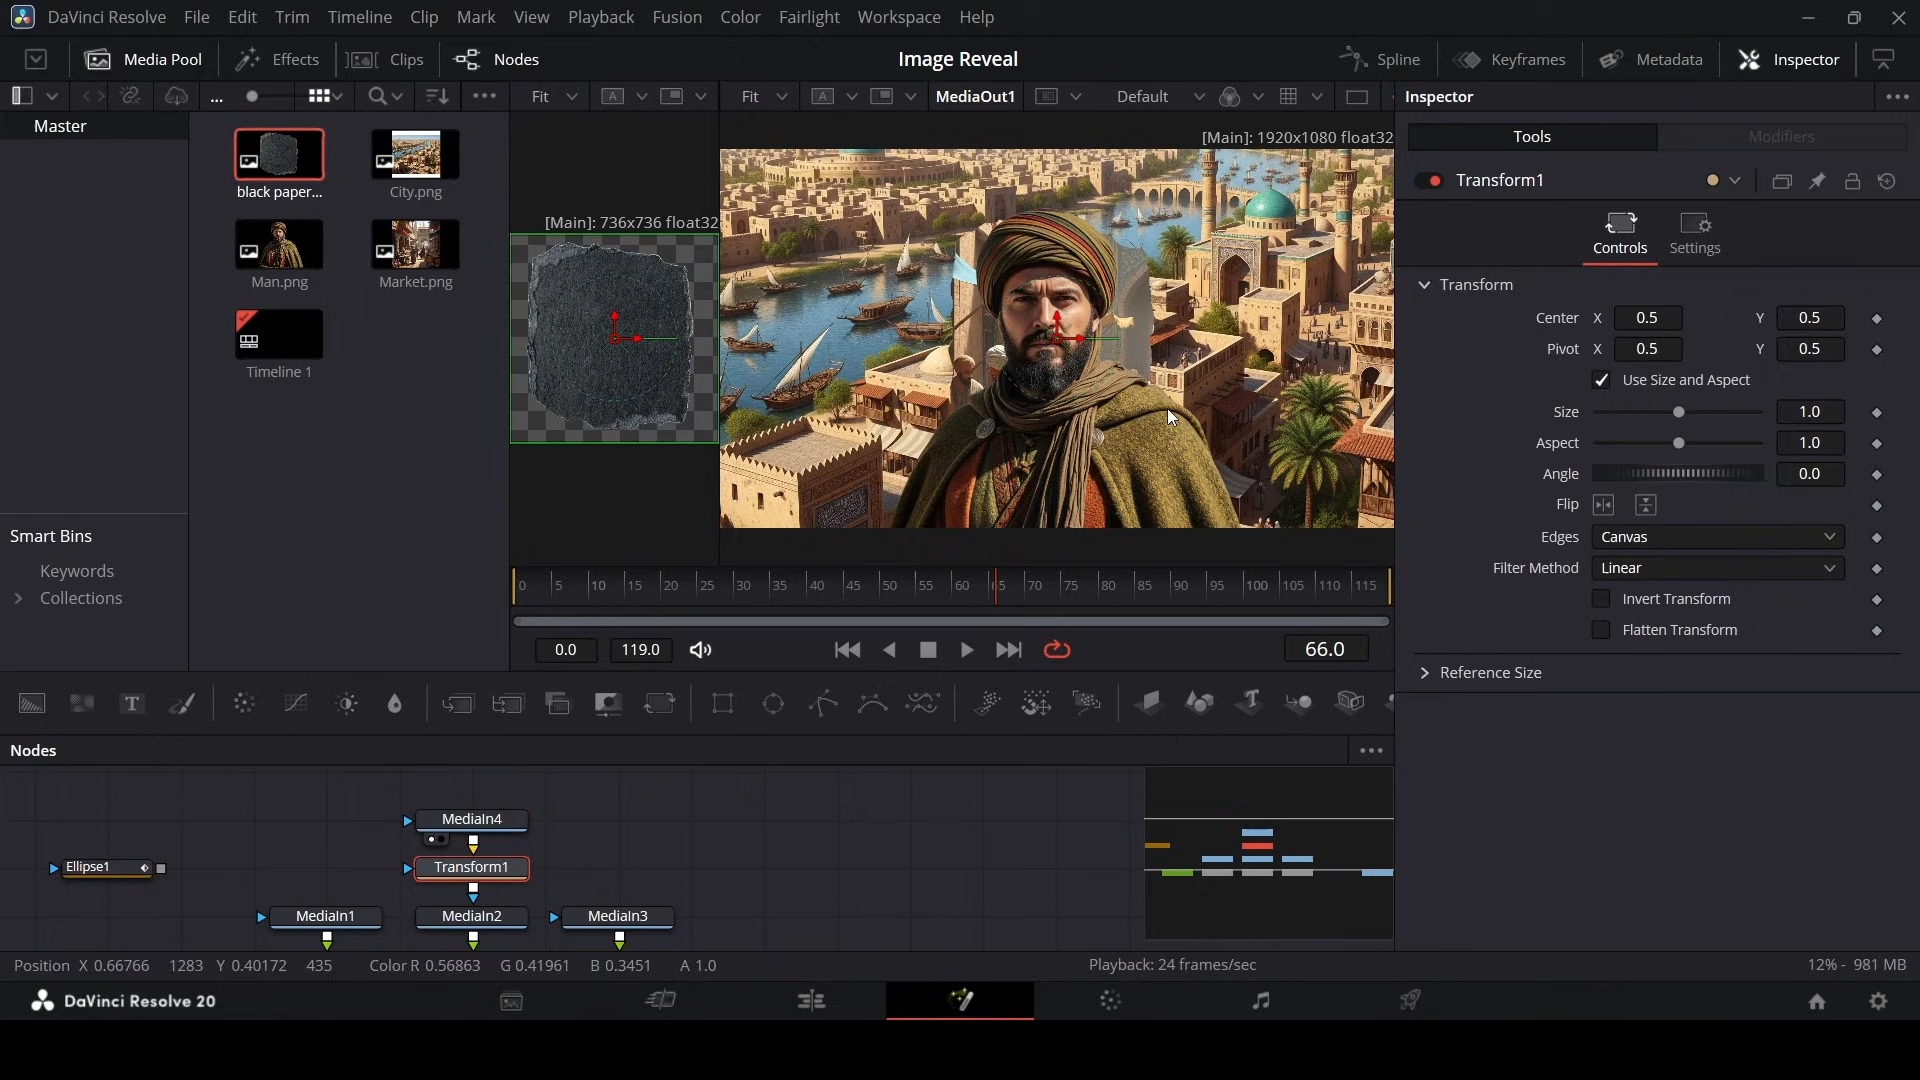 DaVinci Resolve File Edit Trim Timeline Clip Mark View Playback Fusion Color Fairlight Workspace Help
Media Pool Effects Clips Nodes Image Reveal Spline Keyframes Metadata Inspector
... Fit A Fit A MediaOut1 Default Inspector
Master
black paper...
City.png
Man.png
Market.png
Timeline 1
Smart Bins
Keywords
Collections
[Main]: 736x736 float32
[Main]: 1920x1080 float32
0 5 10 15 20 25 30 35 40 45 50 55 60 65 70 75 80 85 90 95 100 105 110 115
0.0 119.0 66.0
Tools Modifiers
Transform1
Controls Settings
Transform
Center X 0.5 Y 0.5
Pivot X 0.5 Y 0.5
Use Size and Aspect
Size 1.0
Aspect 1.0
Angle 0.0
Flip
Edges Canvas
Filter Method Linear
Invert Transform
Flatten Transform
Reference Size
Nodes
MediaIn4
Ellipse1 Transform1
MediaIn1 MediaIn2 MediaIn3
Position X 0.66766 1283 Y 0.40172 435 Color R 0.56863 G 0.41961 B 0.3451 A 1.0 Playback: 24 frames/sec 12% - 981 MB
DaVinci Resolve 20